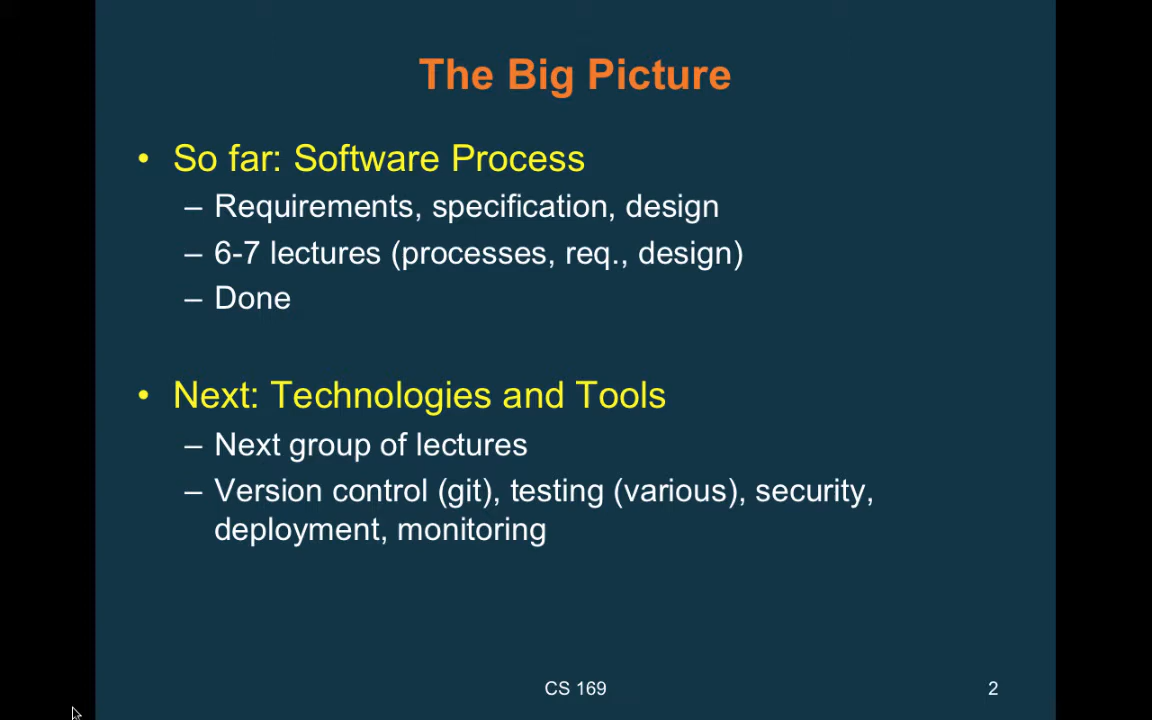 The Big Picture
• So far: Software Process
– Requirements, specification, design
– 6-7 lectures (processes, req., design)
– Done
• Next: Technologies and Tools
– Next group of lectures
– Version control (git), testing (various), security,
deployment, monitoring
CS 169
2